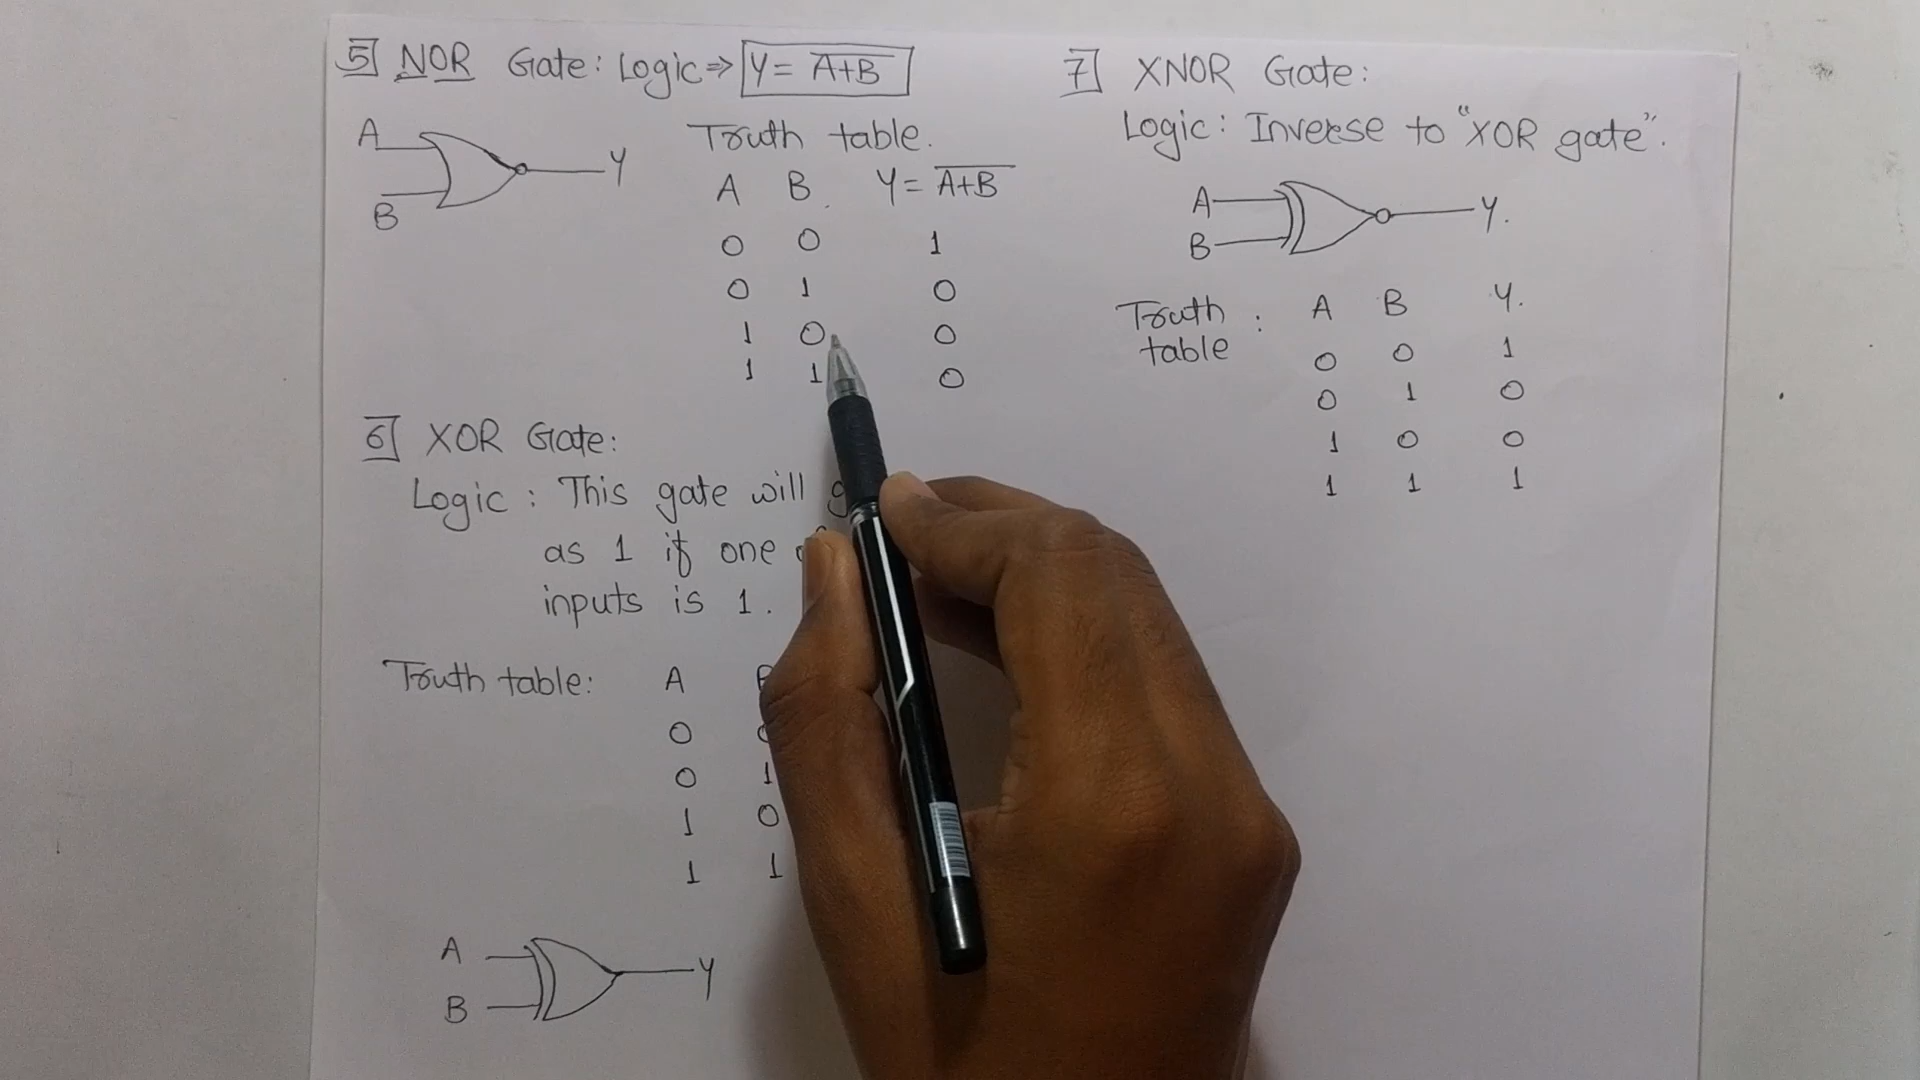 5] NOR Gate: Logic ⇒ Y = \overline{A+B}
A
B
Y
Truth table.
A B Y = \overline{A+B}
0 0 1
0 1 0
1 0 0
1 1 0
6] XOR Gate:
Logic : This gate will
as 1 if one
inputs is 1.
Truth table: A
0
0 1
1 0
1 1
A
B
Y
7] XNOR Gate:
Logic : Inverse to "XOR gate".
A
B
Y.
Truth table : A B Y.
0 0 1
0 1 0
1 0 0
1 1 1